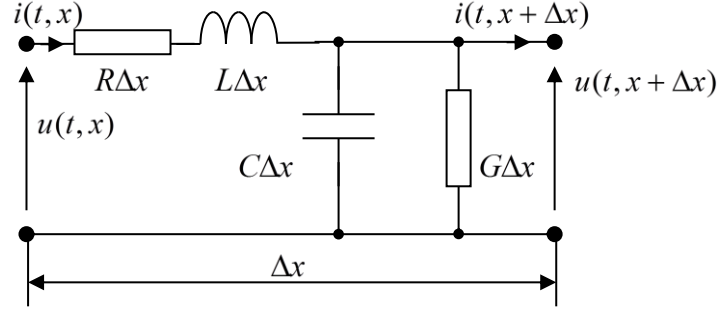 i(t, x)
i(t, x + Δx)
RΔx
LΔx
u(t, x + Δx)
u(t, x)
CΔx
GΔx
Δx